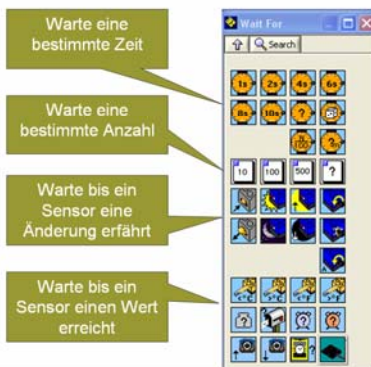 Warte eine
bestimmte Zeit
Warte eine
bestimmte Anzahl
Warte bis ein
Sensor eine
Änderung erfährt
Warte bis ein
Sensor einen Wert
erreicht
Wait For
Search
1s 2s 4s 6s
8s 10s ?
N/100 ?
10 100 500 ?
? ? ?
?